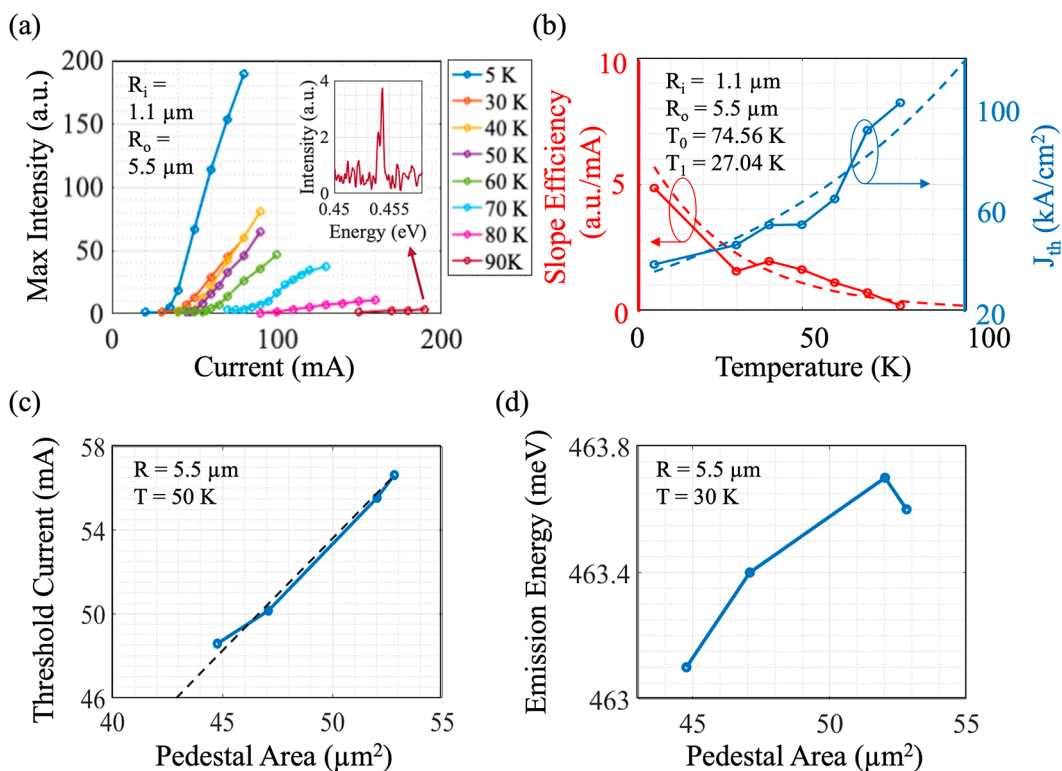 (a)
Max Intensity (a.u.)
200
150
100
50
0
R_i =
1.1 µm
R_o =
5.5 µm
Intensity (a.u.)
4
2
0
0.45
0.455
Energy (eV)
0
100
200
Current (mA)
5 K
30 K
40 K
50 K
60 K
70 K
80 K
90K
(b)
Slope Efficiency
(a.u./mA)
10
5
0
R_i = 1.1 µm
R_o = 5.5 µm
T_0 = 74.56 K
T_1 = 27.04 K
0
50
100
Temperature (K)
100
60
20
J_th (kA/cm²)
(c)
Threshold Current (mA)
58
54
50
46
R = 5.5 µm
T = 50 K
40
45
50
55
Pedestal Area (µm²)
(d)
Emission Energy (meV)
463.8
463.4
463
R = 5.5 µm
T = 30 K
45
50
55
Pedestal Area (µm²)